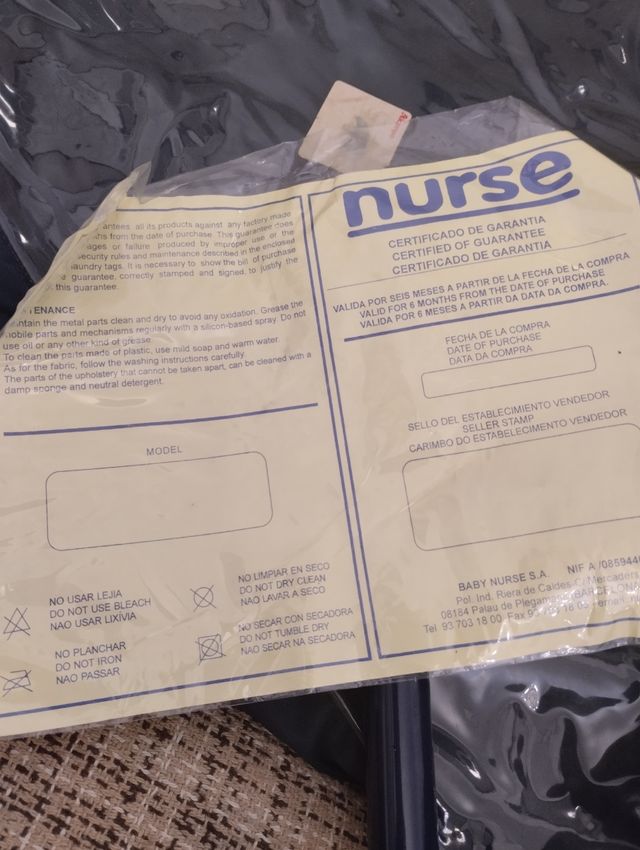 antees all its products against any factory made
from the date of purchase. This guarantee does
ages or failure produced by improper use or the
security rules and maintenance described in the enclosed
laundry tags. It is necessary to show the bill of purchase
guarantee, correctly stamped and signed, to justify the
this guarantee.
ENANCE
the metal parts clean and dry to avoid any oxidation. Grease the
mobile parts and mechanisms regularly with a silicon-based spray. Do not
use oil or any other kind of grease.
To clean the parts made of plastic, use mild soap and warm water.
As for the fabric, follow the washing instructions carefully.
The parts of the upholstery that cannot be taken apart, can be cleaned with a
damp sponge and neutral detergent.
MODEL
NO USAR LEJIA
DO NOT USE BLEACH
NAO USAR LIXÍVIA
NO PLANCHAR
DO NOT IRON
NAO PASSAR
NO LIMPIAR EN SECO
DO NOT DRY CLEAN
NAO LAVAR A SECO
NO SECAR CON SECADORA
DO NOT TUMBLE DRY
NAO SECAR NA SECADORA
nurse
CERTIFICADO DE GARANTIA
CERTIFIED OF GUARANTEE
CERTIFICADO DE GARANTIA
VALIDA POR SEIS MESES A PARTIR DE LA FECHA DE LA COMPRA
VALID FOR 6 MONTHS FROM THE DATE OF PURCHASE
VALIDA POR 6 MESES A PARTIR DA DATA DA COMPRA.
FECHA DE LA COMPRA
DATE OF PURCHASE
DATA DA COMPRA
SELLO DEL ESTABLECIMIENTO VENDEDOR
SELLER STAMP
CARIMBO DO ESTABELECIMENTO VENDEDOR
BABY NURSE S.A. NIF A
Pol. Ind. Riera de Caldes C/ Mercaders
08184 Palau de Plegamans BARCELONA
Tel. 93 703 18 00 Fax